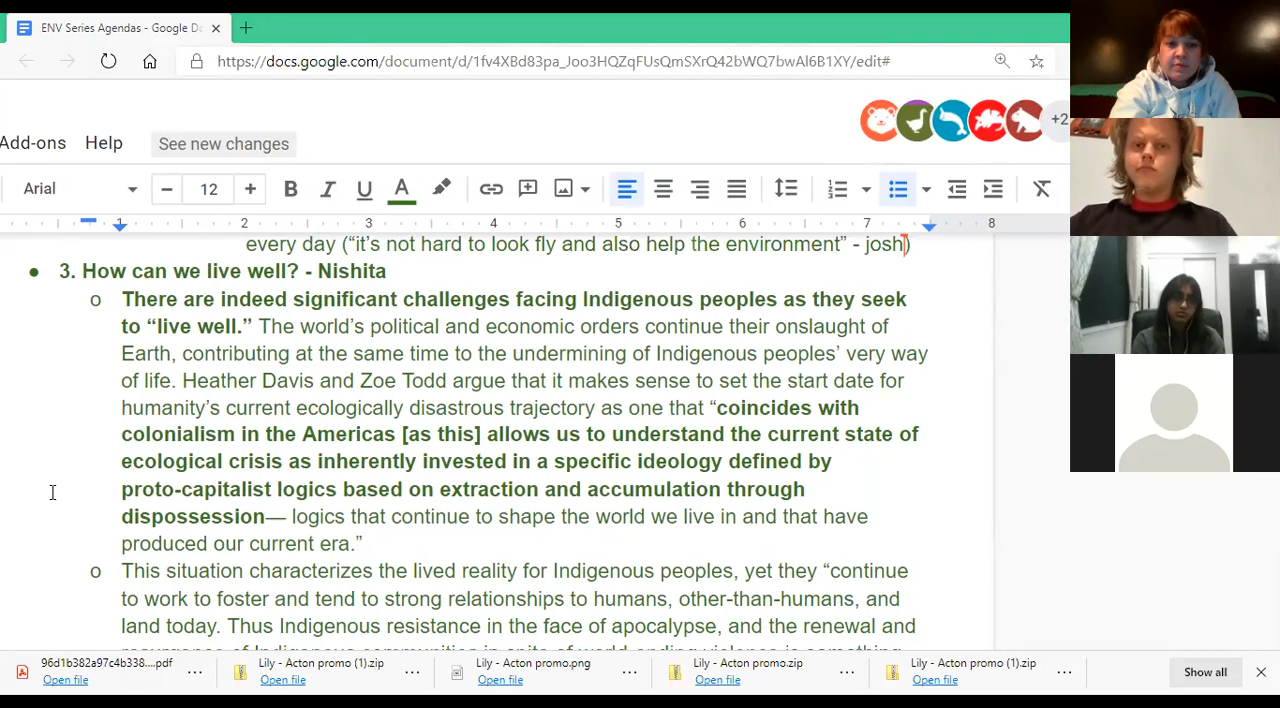 ENV Series Agendas - Google Do
https://docs.google.com/document/d/1fv4XBd83pa_Joo3HQZqFUsQmSXrQ42bWQ7bwAl6B1XY/edit#
+2
Add-ons Help See new changes
Arial 12 B I U A
1 2 3 4 5 6 7 8
every day (“it’s not hard to look fly and also help the environment” - josh)
3. How can we live well? - Nishita
o There are indeed significant challenges facing Indigenous peoples as they seek
to “live well.” The world’s political and economic orders continue their onslaught of
Earth, contributing at the same time to the undermining of Indigenous peoples’ very way
of life. Heather Davis and Zoe Todd argue that it makes sense to set the start date for
humanity’s current ecologically disastrous trajectory as one that “coincides with
colonialism in the Americas [as this] allows us to understand the current state of
ecological crisis as inherently invested in a specific ideology defined by
proto-capitalist logics based on extraction and accumulation through
dispossession— logics that continue to shape the world we live in and that have
produced our current era.”
o This situation characterizes the lived reality for Indigenous peoples, yet they “continue
to work to foster and tend to strong relationships to humans, other-than-humans, and
land today. Thus Indigenous resistance in the face of apocalypse, and the renewal and
96d1b382a97c4b338....pdf Lily - Acton promo (1).zip Lily - Acton promo.png Lily - Acton promo.zip Lily - Acton promo (1).zip Show all
Open file Open file Open file Open file Open file